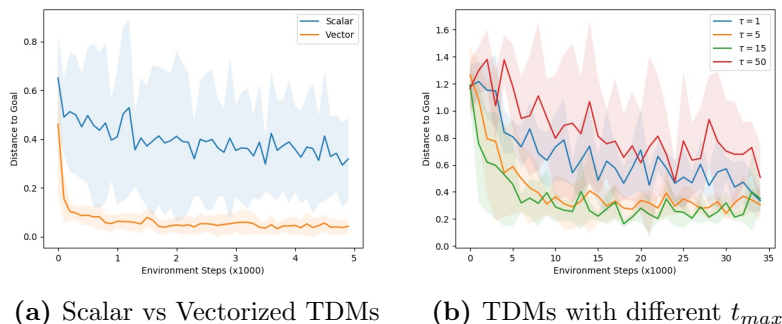 Scalar
Vector
0.8
0.6
0.4
0.2
0.0
Distance to Goal
0 1 2 3 4 5
Environment Steps (x1000)
(a) Scalar vs Vectorized TDMs
τ = 1
τ = 5
τ = 15
τ = 50
1.6
1.4
1.2
1.0
0.8
0.6
0.4
0.2
0.0
Distance to Goal
0 5 10 15 20 25 30 35
Environment Steps (x1000)
(b) TDMs with different t_max